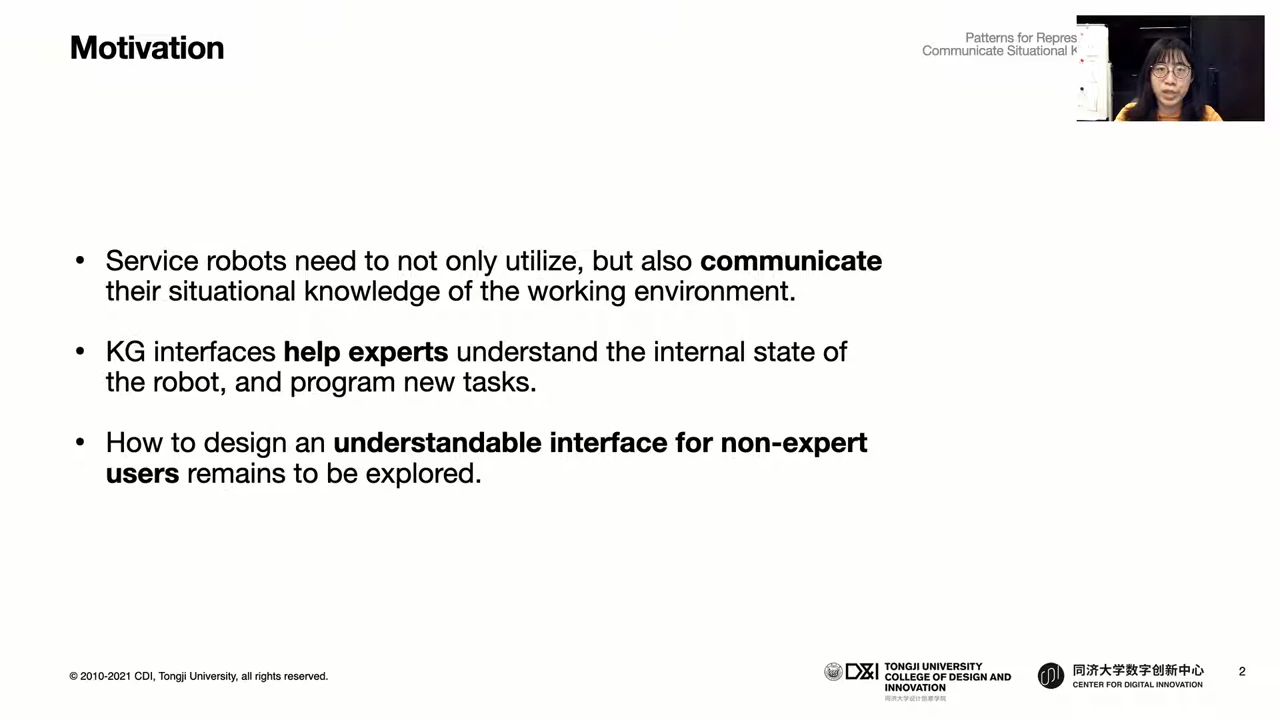 Motivation
Patterns for Repres
Communicate Situational K
• Service robots need to not only utilize, but also communicate
their situational knowledge of the working environment.
• KG interfaces help experts understand the internal state of
the robot, and program new tasks.
• How to design an understandable interface for non-expert
users remains to be explored.
© 2010-2021 CDI, Tongji University, all rights reserved.
D&I
TONGJI UNIVERSITY
COLLEGE OF DESIGN AND
INNOVATION
同济大学设计创意学院
同济大学数字创新中心
CENTER FOR DIGITAL INNOVATION
2